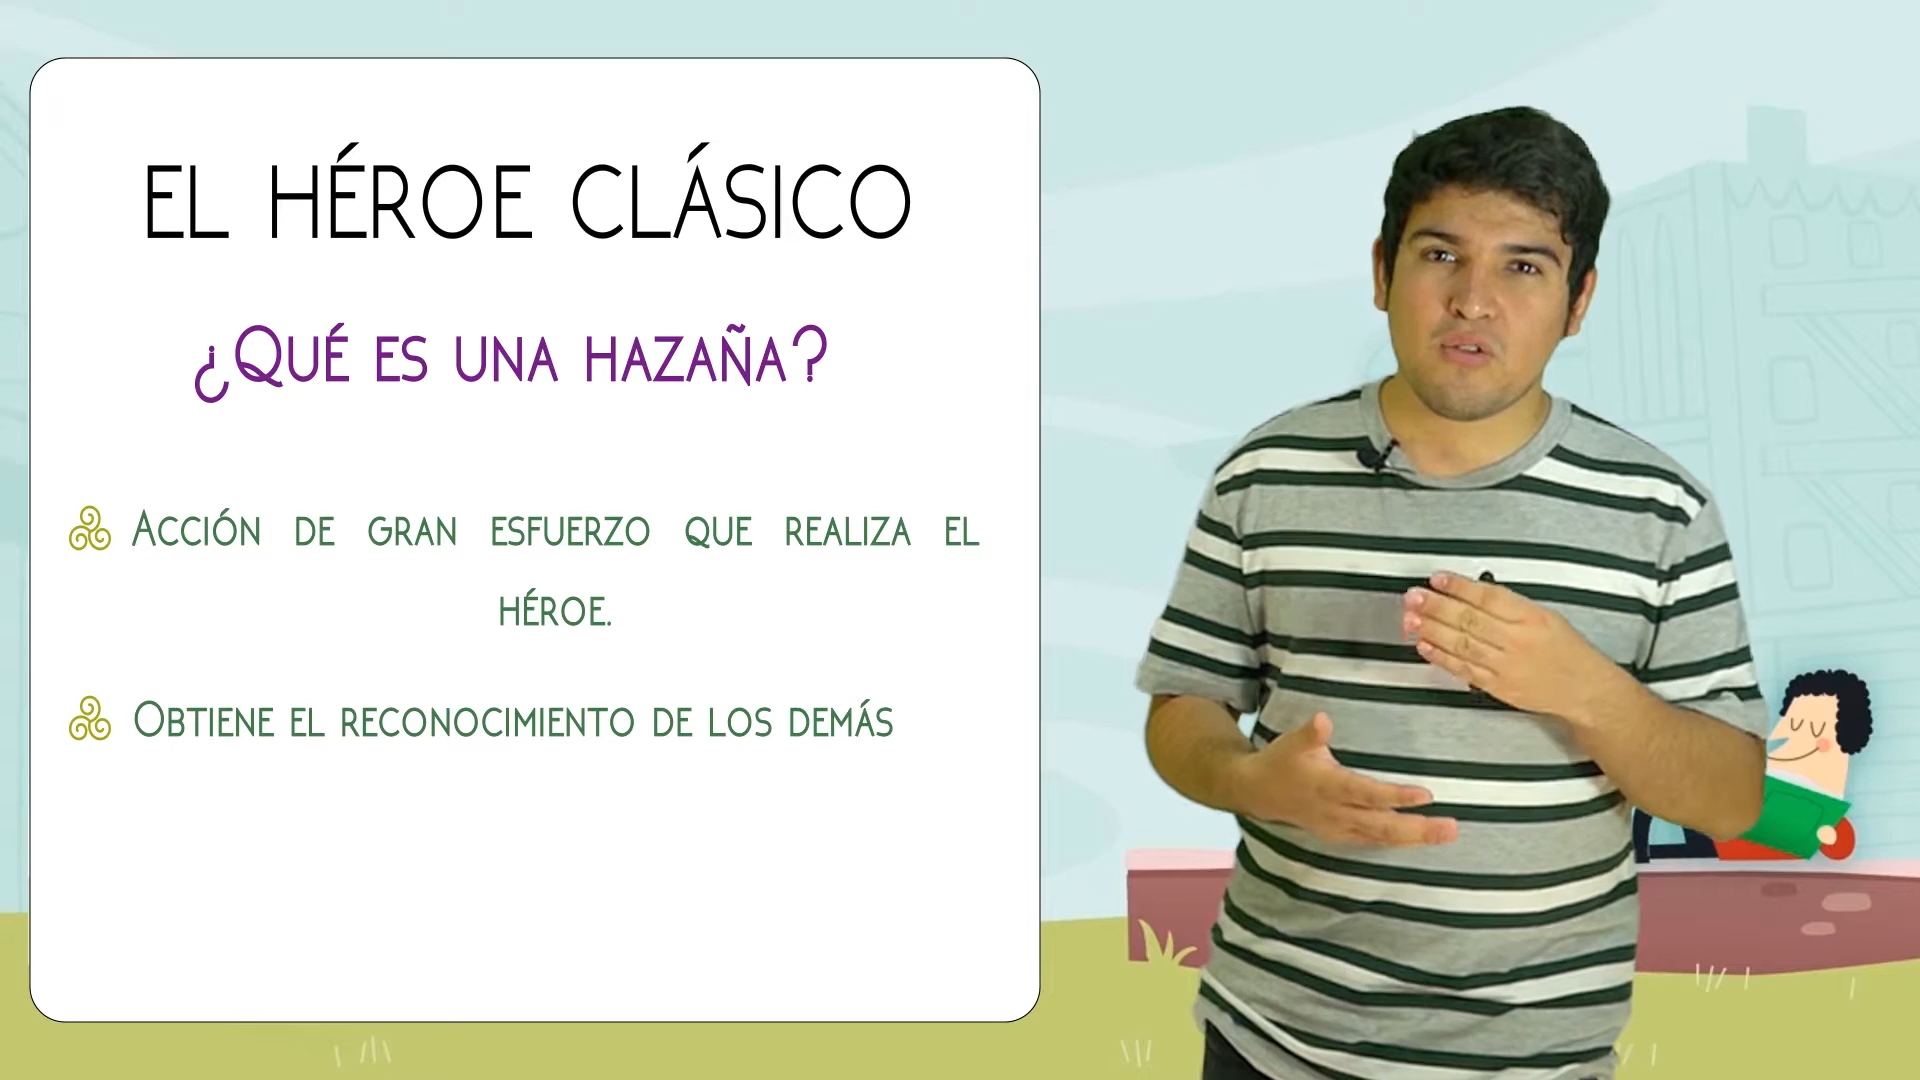 EL HÉROE CLÁSICO
¿QUÉ ES UNA HAZAÑA?
ACCIÓN DE GRAN ESFUERZO QUE REALIZA EL
HÉROE.
OBTIENE EL RECONOCIMIENTO DE LOS DEMÁS